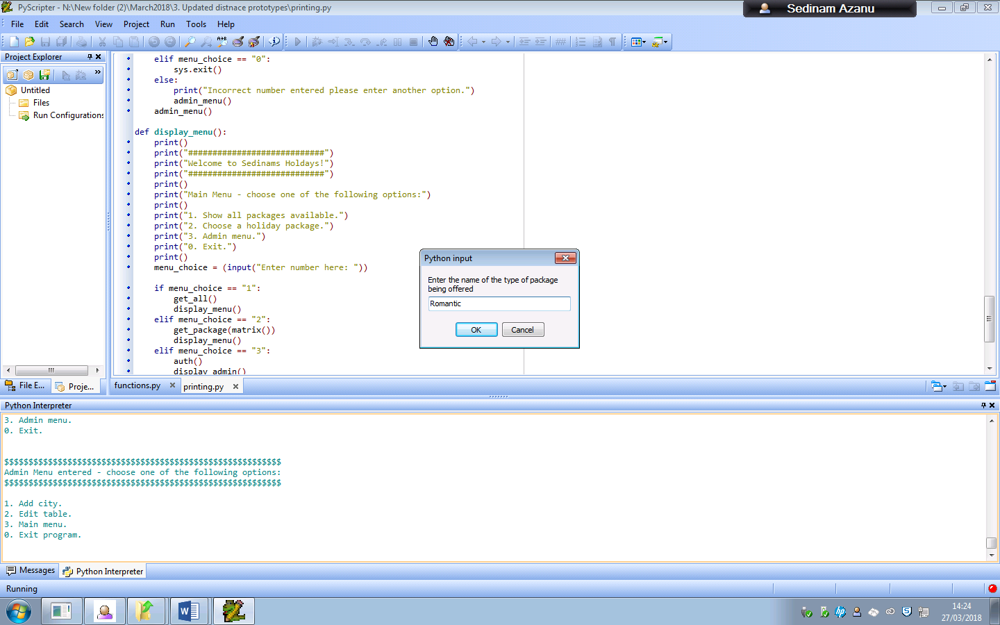 PyScripter - N:\New folder (2)\March2018\3. Updated distnace prototypes\printing.py
Sedinam Azanu
File Edit Search View Project Run Tools Help
Project Explorer
Untitled
Files
Run Configurations
elif menu_choice == "0":
sys.exit()
else:
print("Incorrect number entered please enter another option.")
admin_menu()
admin_menu()
def display_menu():
print()
print("############################")
print("Welcome to Sedinams Holdays!")
print("############################")
print()
print("Main Menu - choose one of the following options:")
print()
print("1. Show all packages available.")
print("2. Choose a holiday package.")
print("3. Admin menu.")
print("0. Exit.")
print()
menu_choice = (input("Enter number here: "))
if menu_choice == "1":
get_all()
display_menu()
elif menu_choice == "2":
get_package(matrix())
display_menu()
elif menu_choice == "3":
auth()
display_admin()
Python input
Enter the name of the type of package
being offered
Romantic
OK Cancel
File E... Proje...
functions.py printing.py
Python Interpreter
3. Admin menu.
0. Exit.
$$$$$$$$$$$$$$$$$$$$$$$$$$$$$$$$$$$$$$$$$$$$$$$$$$$$$$$$$
Admin Menu entered - choose one of the following options:
$$$$$$$$$$$$$$$$$$$$$$$$$$$$$$$$$$$$$$$$$$$$$$$$$$$$$$$$$
1. Add city.
2. Edit table.
3. Main menu.
0. Exit program.
Messages Python Interpreter
Running
14:24
27/03/2018